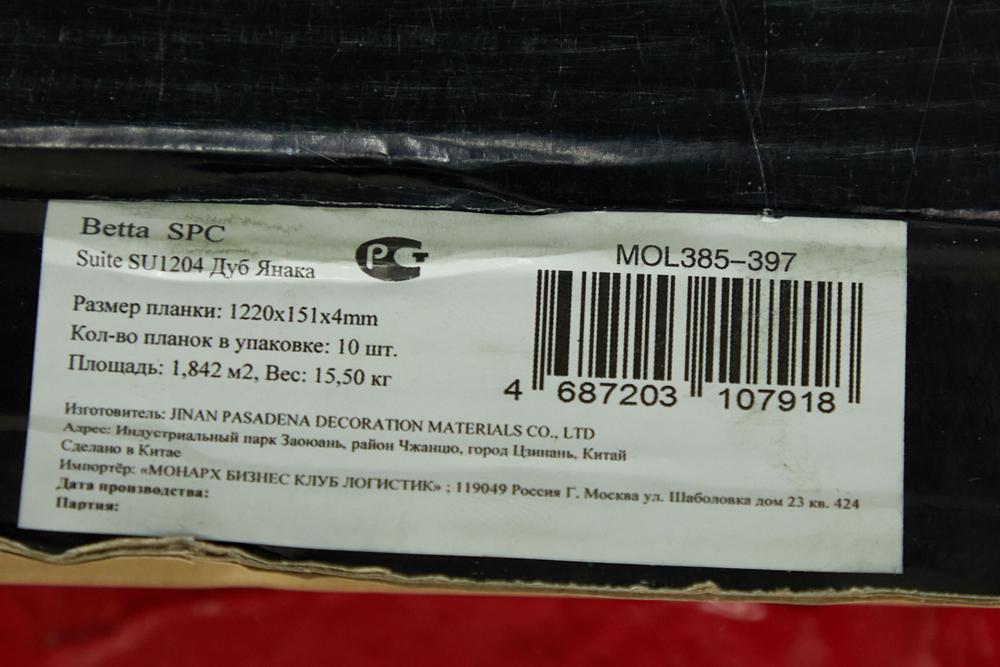 Betta SPC
Suite SU1204 Дуб Янака
РСТ
MOL385-397
Размер планки: 1220x151x4mm
Кол-во планок в упаковке: 10 шт.
Площадь: 1,842 м2, Вес: 15,50 кг
4 687203 107918
Изготовитель: JINAN PASADENA DECORATION MATERIALS CO., LTD
Адрес: Индустриальный парк Заоюань, район Чжанцю, город Цзинань, Китай
Сделано в Китае
Импортёр: «МОНАРХ БИЗНЕС КЛУБ ЛОГИСТИК» ; 119049 Россия Г. Москва ул. Шаболовка дом 23 кв. 424
Дата производства:
Партия: